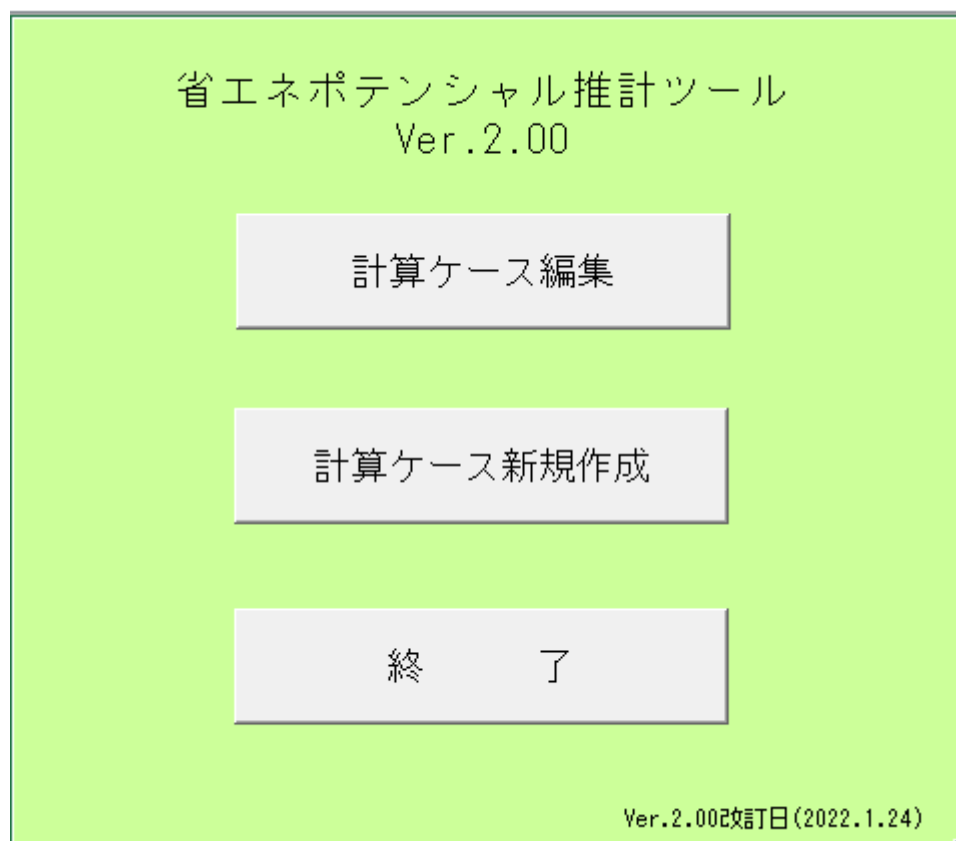 省エネポテンシャル推計ツール
Ver.2.00
計算ケース編集
計算ケース新規作成
終　　了
Ver.2.00改訂日(2022.1.24)